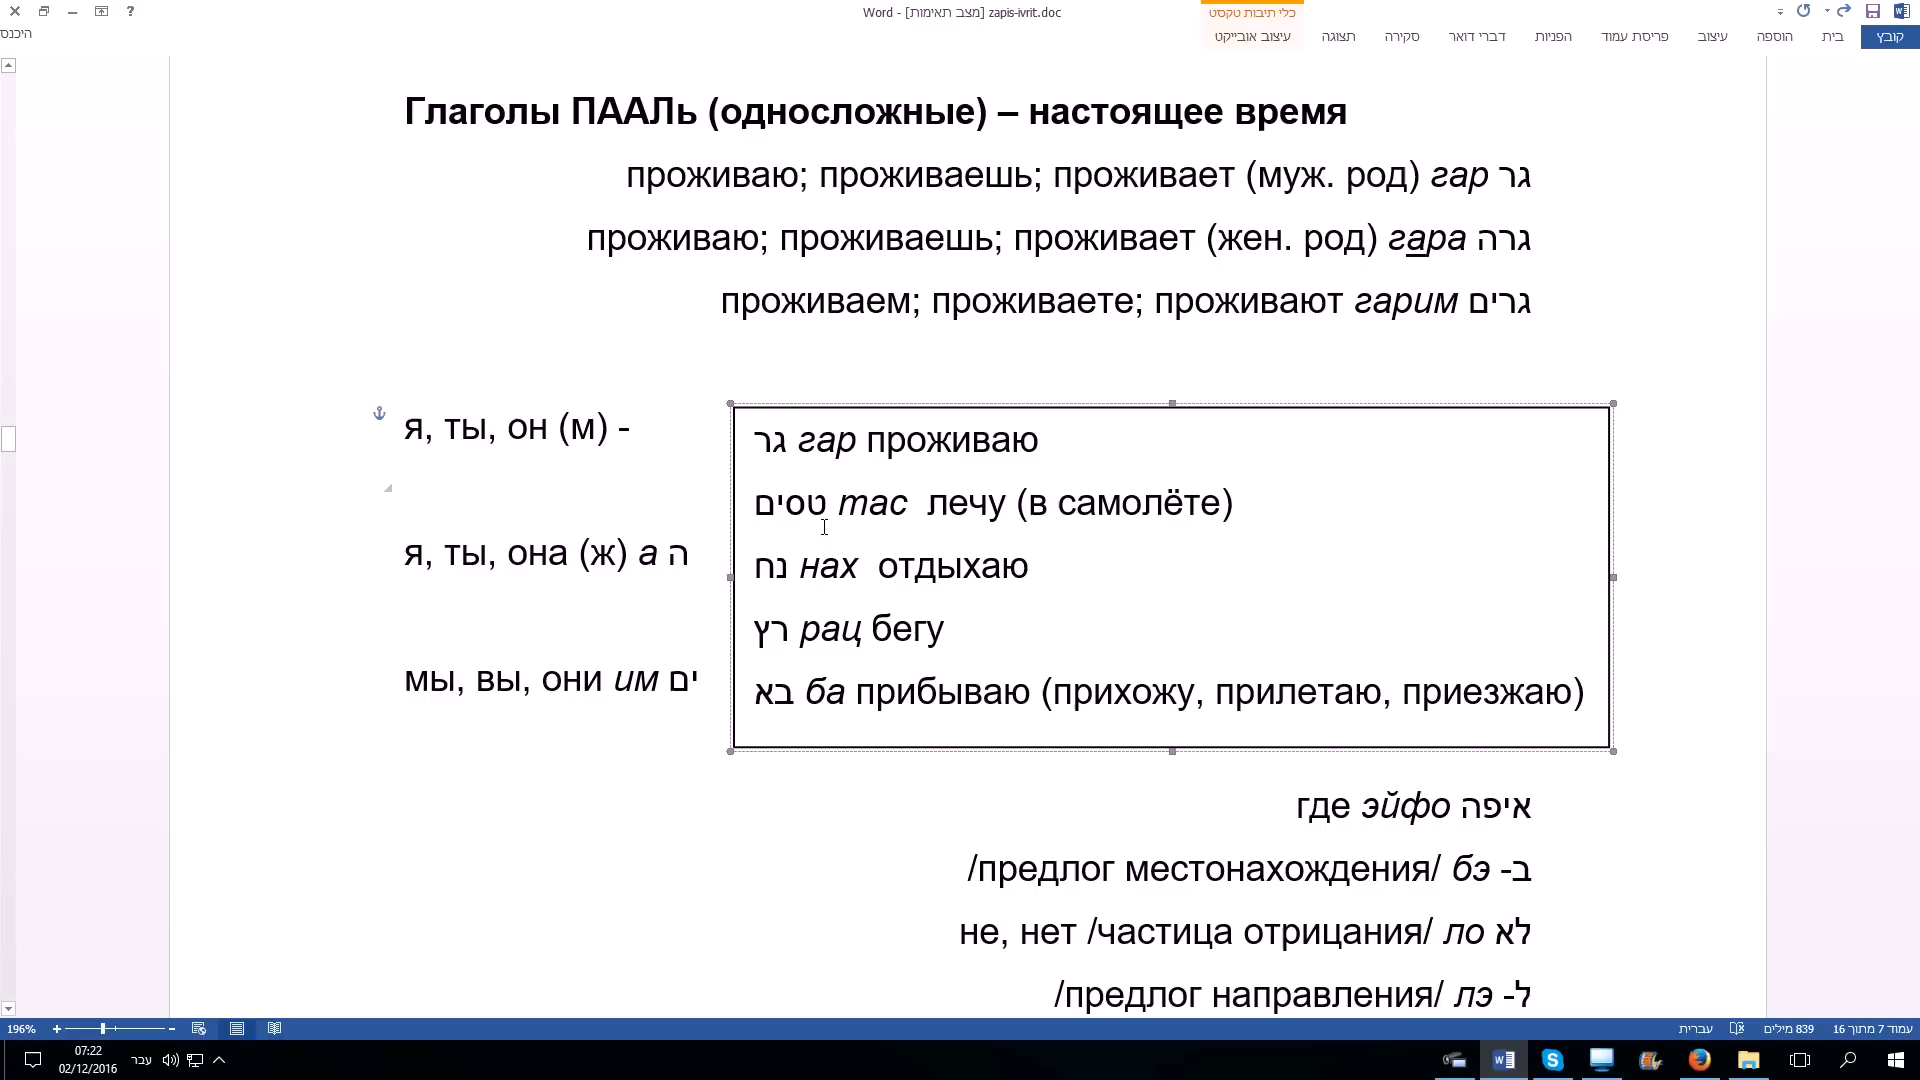 zapis-ivrit.doc [מצב תאימות] - Word
כלי תיבות טקסט
קובץ בית הוספה עיצוב פריסת עמוד הפניות דברי דואר סקירה תצוגה עיצוב אובייקט
היכנס
Глаголы ПААЛЬ (односложные) – настоящее время
проживаю; проживаешь; проживает (муж. род) гар גר
проживаю; проживаешь; проживает (жен. род) гара גרה
проживаем; проживаете; проживают гарим גרים
я, ты, он (м) -
я, ты, она (ж) а ה
мы, вы, они им ים
גר гар проживаю
טסים тас лечу (в самолёте)
נח нах отдыхаю
רץ рац бегу
בא ба прибываю (прихожу, прилетаю, приезжаю)
где эйфо איפה
/предлог местонахождения/ бэ -ב
не, нет /частица отрицания/ ло לא
/предлог направления/ лэ -ל
עמוד 7 מתוך 16 839 מילים עברית
196%
07:22
02/12/2016
עבר